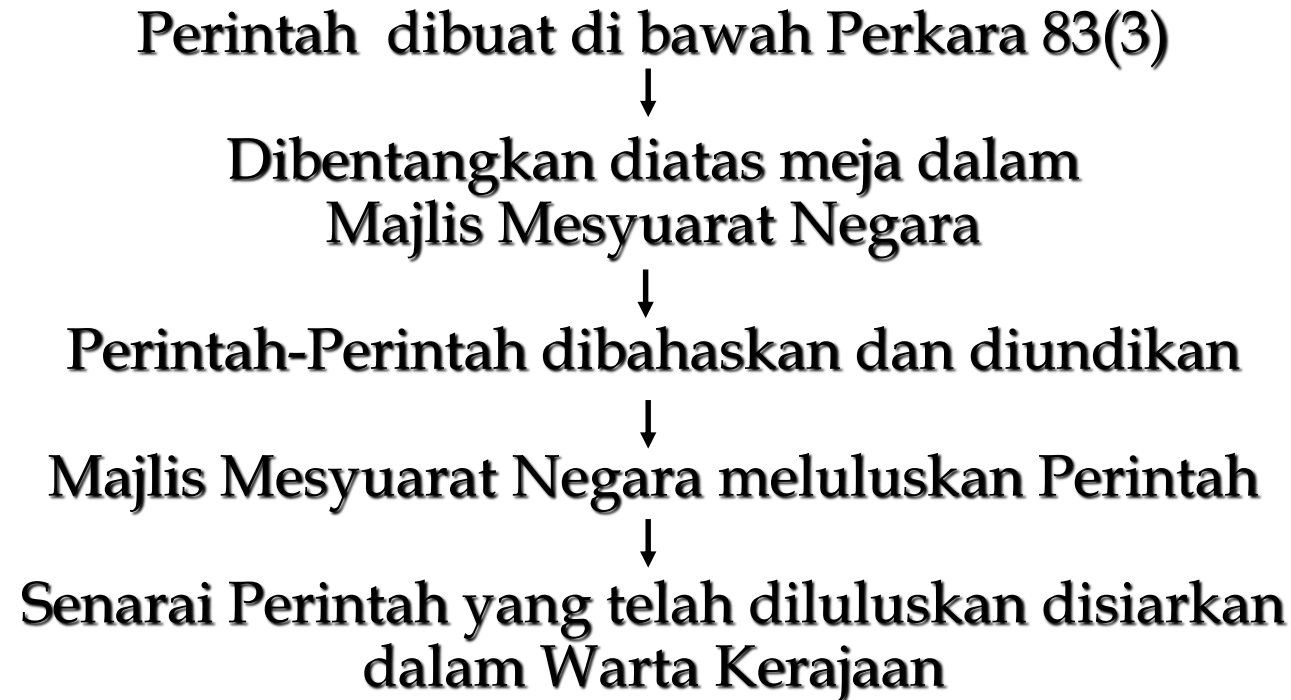 Perintah  dibuat di bawah Perkara 83(3)
Dibentangkan diatas meja dalam
Majlis Mesyuarat Negara
Perintah-Perintah dibahaskan dan diundikan
Majlis Mesyuarat Negara meluluskan Perintah
Senarai Perintah yang telah diluluskan disiarkan
dalam Warta Kerajaan